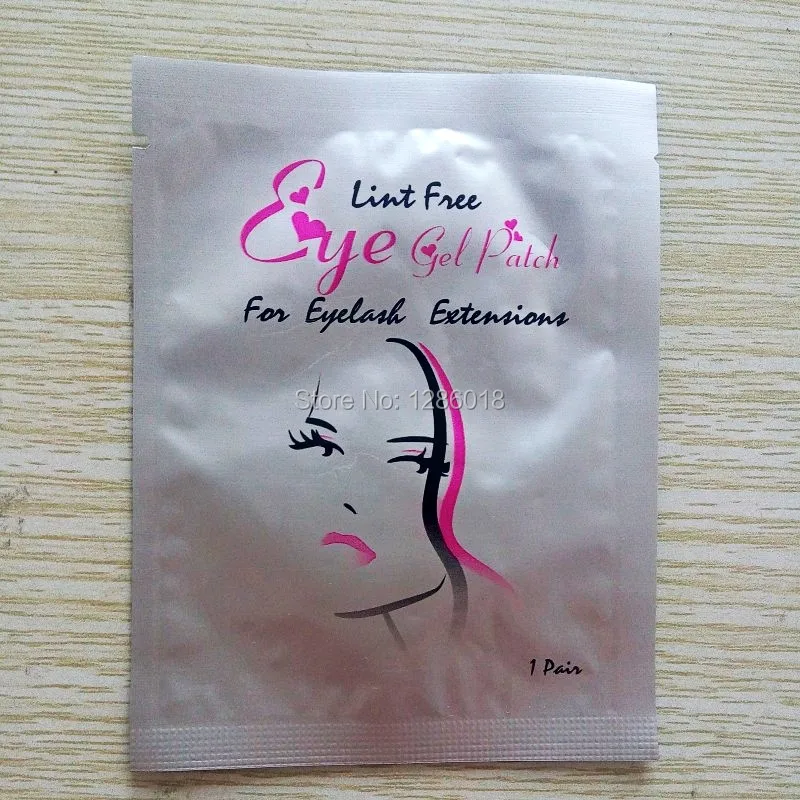 Lint Free
Eye Gel Patch
For Eyelash Extensions
Store No: 1286018
1 Pair